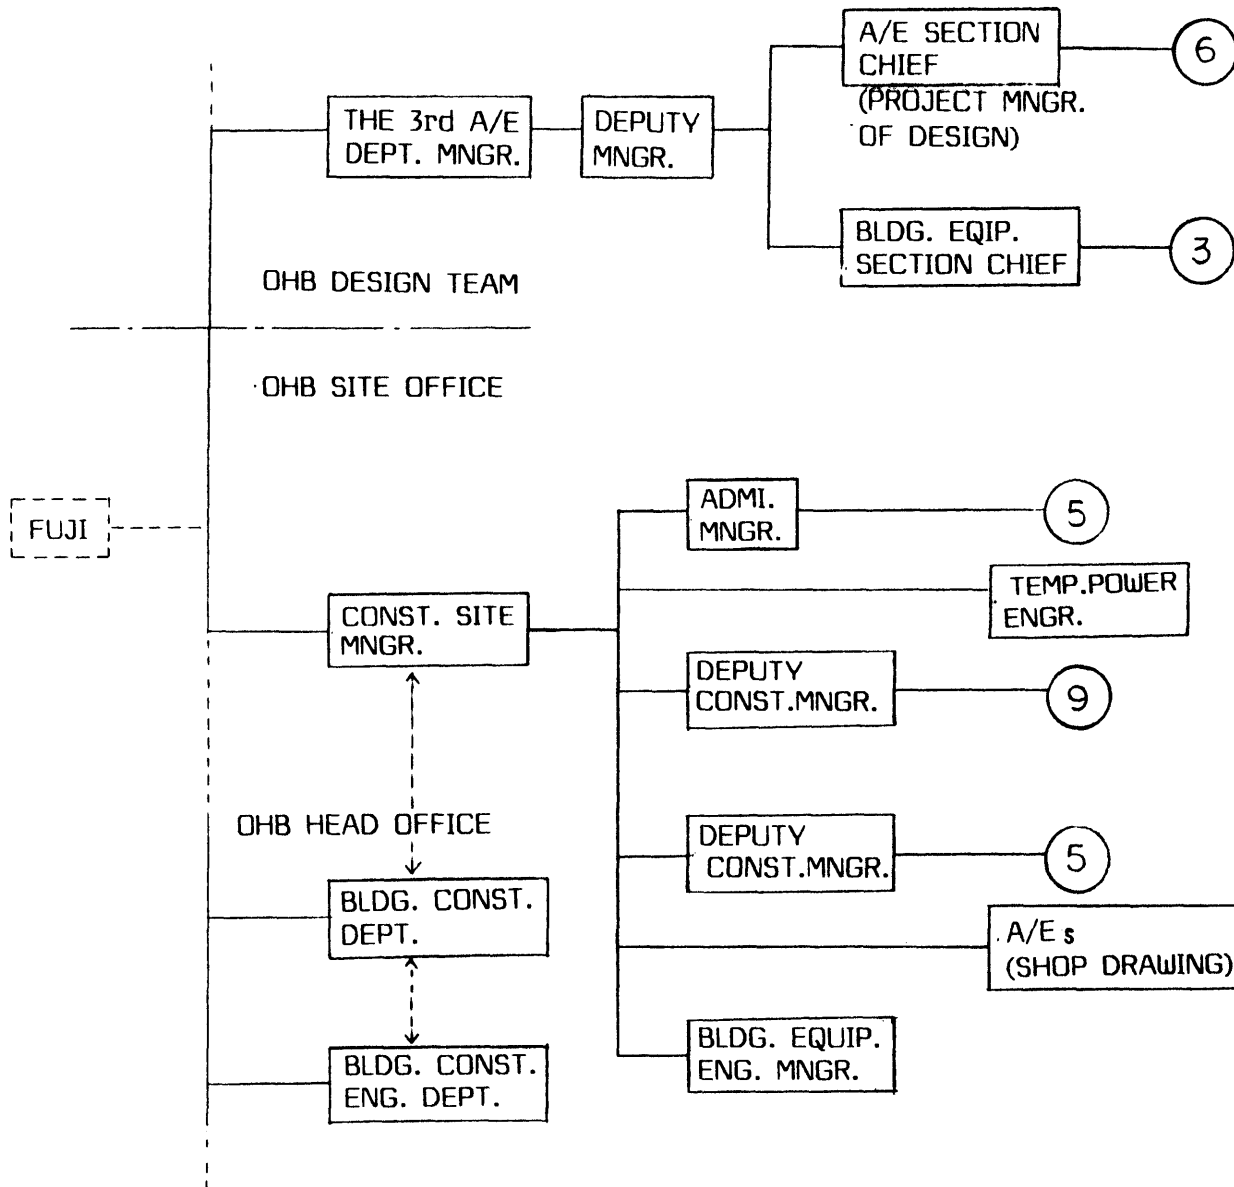 A/E SECTION
CHIEF
(PROJECT MNGR.
OF DESIGN)
6
THE 3rd A/E
DEPT. MNGR.
DEPUTY
MNGR.
BLDG. EQIP.
SECTION CHIEF
3
OHB DESIGN TEAM
OHB SITE OFFICE
FUJI
ADMI.
MNGR.
5
TEMP.POWER
ENGR.
CONST. SITE
MNGR.
DEPUTY
CONST.MNGR.
9
OHB HEAD OFFICE
DEPUTY
CONST.MNGR.
5
BLDG. CONST.
DEPT.
A/Es
(SHOP DRAWING)
BLDG. EQUIP.
ENG. MNGR.
BLDG. CONST.
ENG. DEPT.